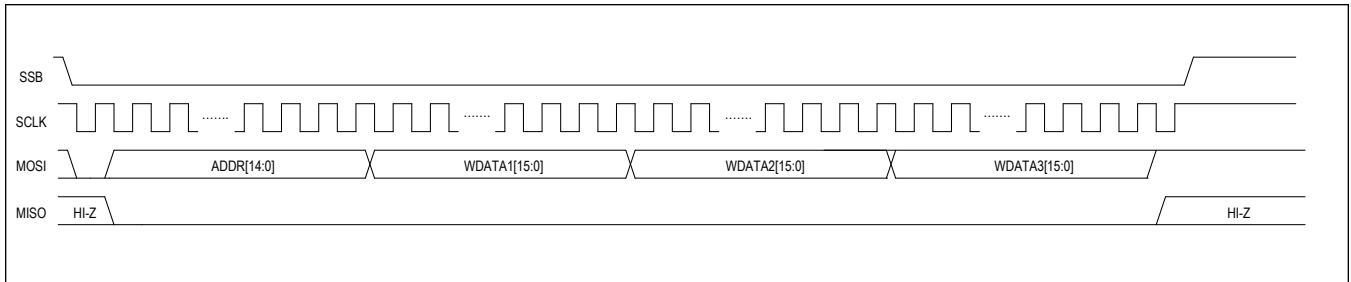 SSB
SCLK ....... ....... ....... .......
MOSI ADDR[14:0] WDATA1[15:0] WDATA2[15:0] WDATA3[15:0]
MISO HI-Z HI-Z